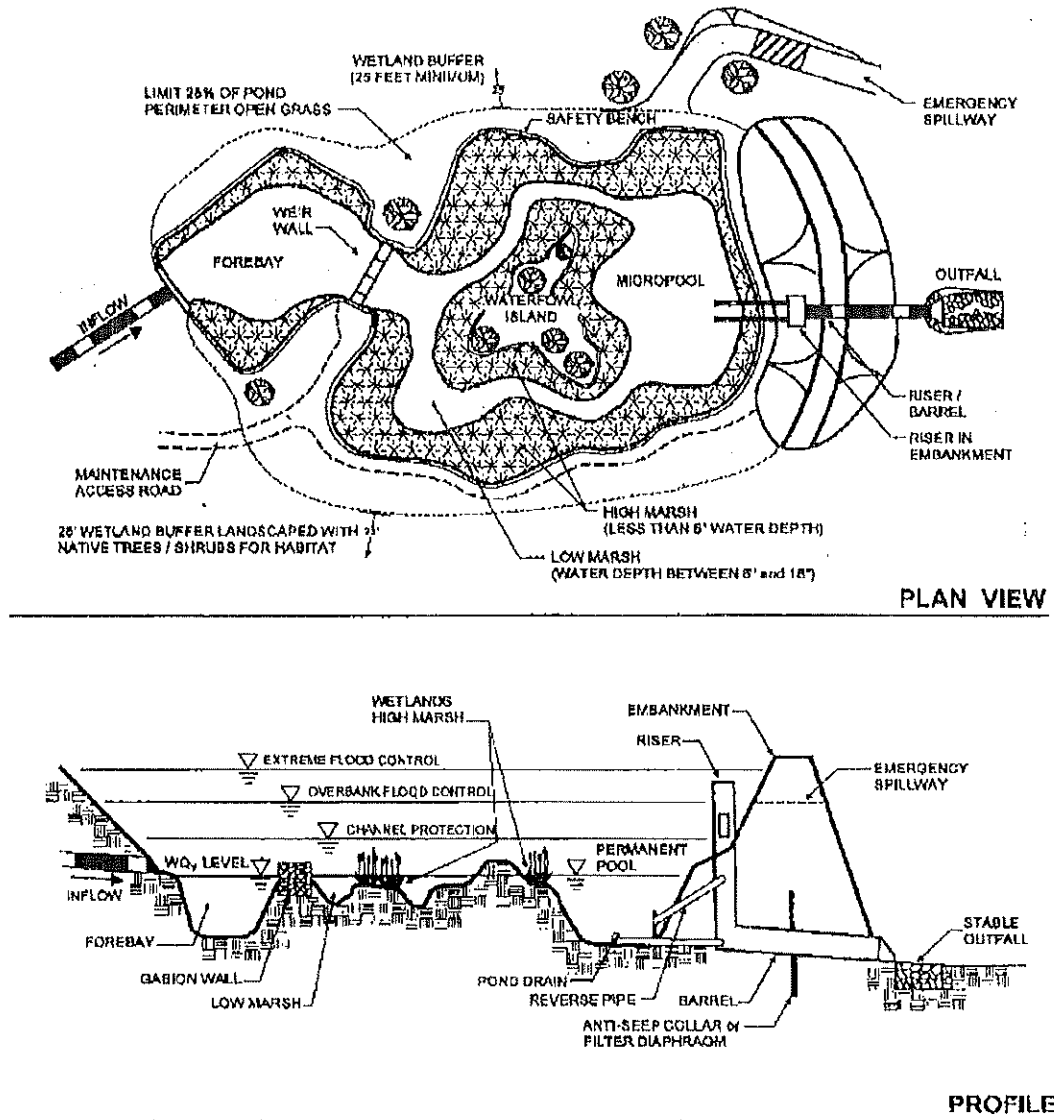 WETLAND BUFFER
(25 FEET MINIMUM)
LIMIT 25% OF POND
PERIMETER OPEN GRASS
25'
SAFETY BENCH
EMERGENCY
SPILLWAY
WEIR
WALL
FOREBAY
INFLOW
WATERFOWL
ISLAND
MICROPOOL
OUTFALL
RISER /
BARREL
RISER IN
EMBANKMENT
MAINTENANCE
ACCESS ROAD
HIGH MARSH
(LESS THAN 6" WATER DEPTH)
25' WETLAND BUFFER LANDSCAPED WITH 25'
NATIVE TREES / SHRUBS FOR HABITAT
LOW MARSH
(WATER DEPTH BETWEEN 6" and 18")
PLAN VIEW
WETLANDS
HIGH MARSH
EMBANKMENT
RISER
EXTREME FLOOD CONTROL
EMERGENCY
SPILLWAY
OVERBANK FLOOD CONTROL
CHANNEL PROTECTION
WQv LEVEL
PERMANENT
POOL
INFLOW
FOREBAY
STABLE
OUTFALL
GABION WALL
POND DRAIN
LOW MARSH
REVERSE PIPE
BARREL
ANTI-SEEP COLLAR or
FILTER DIAPHRAGM
PROFILE